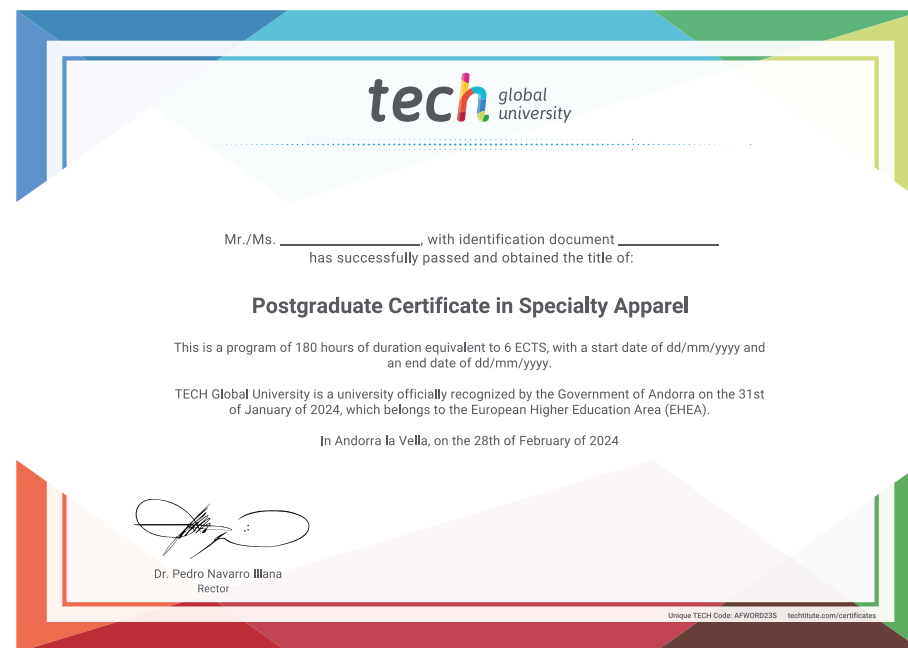 tech global
university
Mr./Ms. ____________, with identification document ____________
has successfully passed and obtained the title of:
Postgraduate Certificate in Specialty Apparel
This is a program of 180 hours of duration equivalent to 6 ECTS, with a start date of dd/mm/yyyy and
an end date of dd/mm/yyyy.
TECH Global University is a university officially recognized by the Government of Andorra on the 31st
of January of 2024, which belongs to the European Higher Education Area (EHEA).
In Andorra la Vella, on the 28th of February of 2024
Dr. Pedro Navarro Illana
Rector
Unique TECH Code: AFWORD23S techtitute.com/certificates